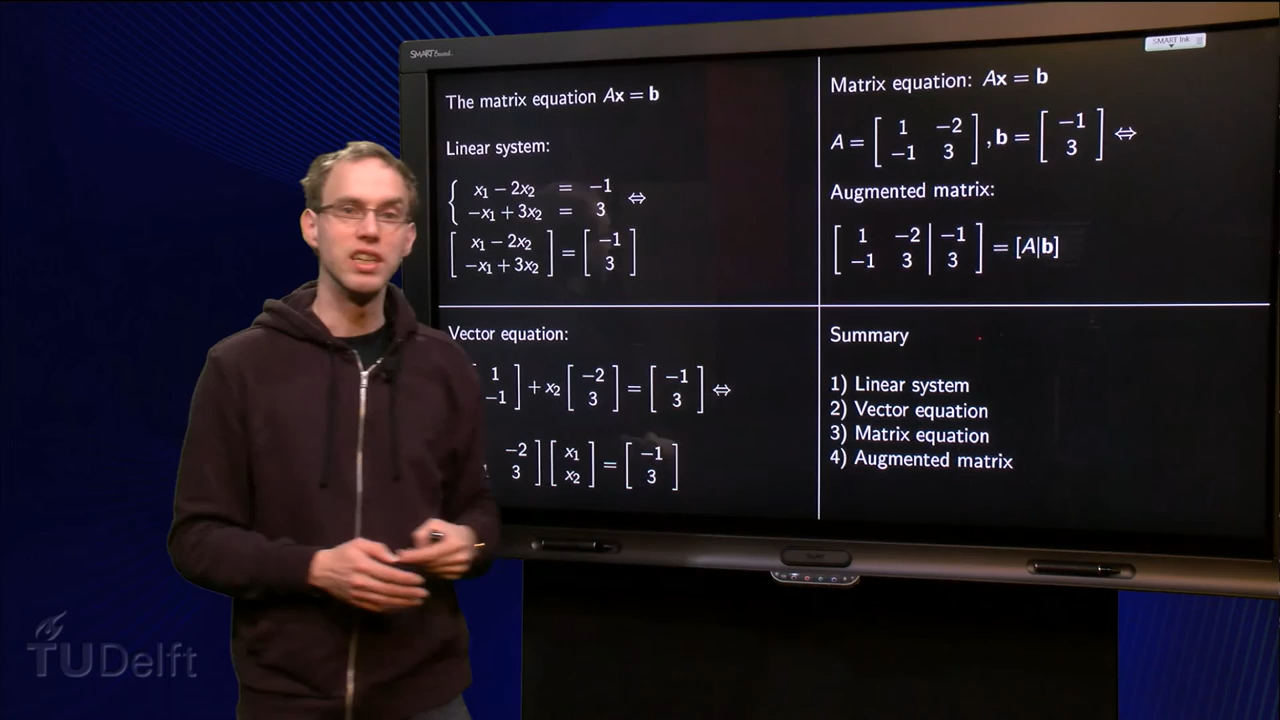 SMART Board
SMART Ink
The matrix equation Ax = b
Linear system:
x₁ − 2x₂ = −1
−x₁ + 3x₂ = 3 ⇔
[ x₁ − 2x₂ ] = [ −1 ]
[ −x₁ + 3x₂ ] [ 3 ]
Vector equation:
1 ] + x₂ [ −2 ] = [ −1 ] ⇔
−1 ] [ 3 ] [ 3 ]
−2 ] [ x₁ ] = [ −1 ]
3 ] [ x₂ ] [ 3 ]
Matrix equation: Ax = b
A = [ 1 −2 ] , b = [ −1 ] ⇔
[ −1 3 ] [ 3 ]
Augmented matrix:
[ 1 −2 | −1 ] = [A|b]
[ −1 3 | 3 ]
Summary
1) Linear system
2) Vector equation
3) Matrix equation
4) Augmented matrix
TUDelft